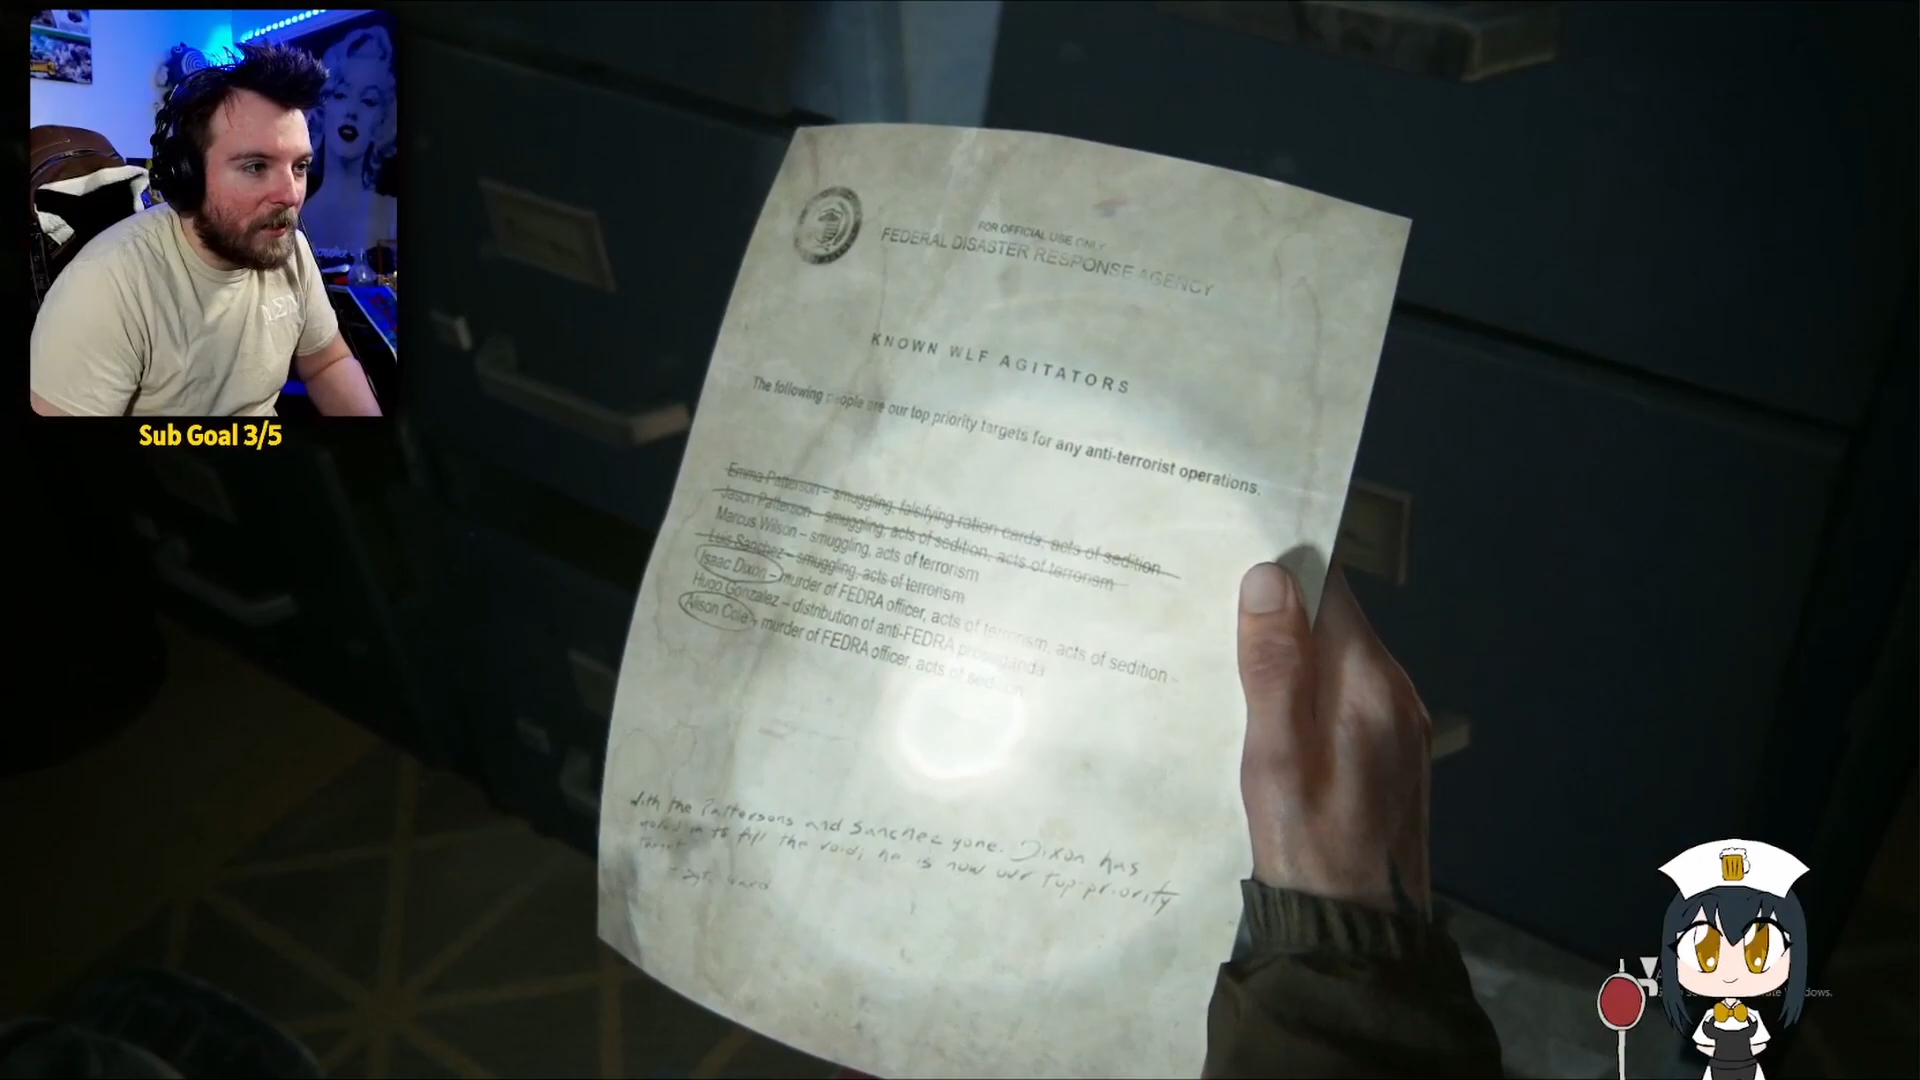 Sub Goal 3/5
FOR OFFICIAL USE ONLY
FEDERAL DISASTER RESPONSE AGENCY
KNOWN WLF AGITATORS
The following people are our top priority targets for any anti-terrorist operations.
Emma Patterson – smuggling, falsifying ration cards, acts of sedition
Jason Patterson – smuggling, acts of sedition, acts of terrorism
Marcus Wilson – smuggling, acts of terrorism
Luis Sanchez – smuggling, acts of terrorism
Isaac Dixon – murder of FEDRA officer, acts of terrorism, acts of sedition
Hugo Gonzalez – distribution of anti-FEDRA propaganda
Alison Cole – murder of FEDRA officer, acts of sedition
With the Pattersons and Sanchez gone. Dixon has
in to fill the void; he is now our top-priority
Target